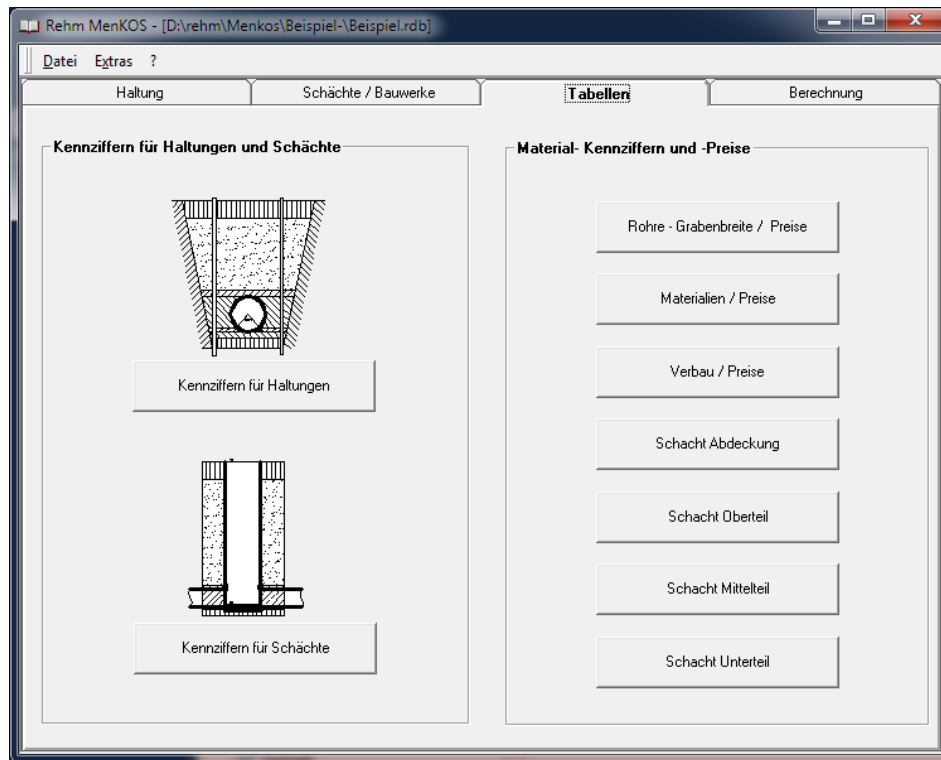 Rehm MenKOS - [D:\rehm\Menkos\Beispiel-\Beispiel.rdb]
Datei Extras ?
Haltung Schächte / Bauwerke Tabellen Berechnung
Kennziffern für Haltungen und Schächte
Kennziffern für Haltungen
Kennziffern für Schächte
Material- Kennziffern und -Preise
Rohre - Grabenbreite / Preise
Materialien / Preise
Verbau / Preise
Schacht Abdeckung
Schacht Oberteil
Schacht Mittelteil
Schacht Unterteil